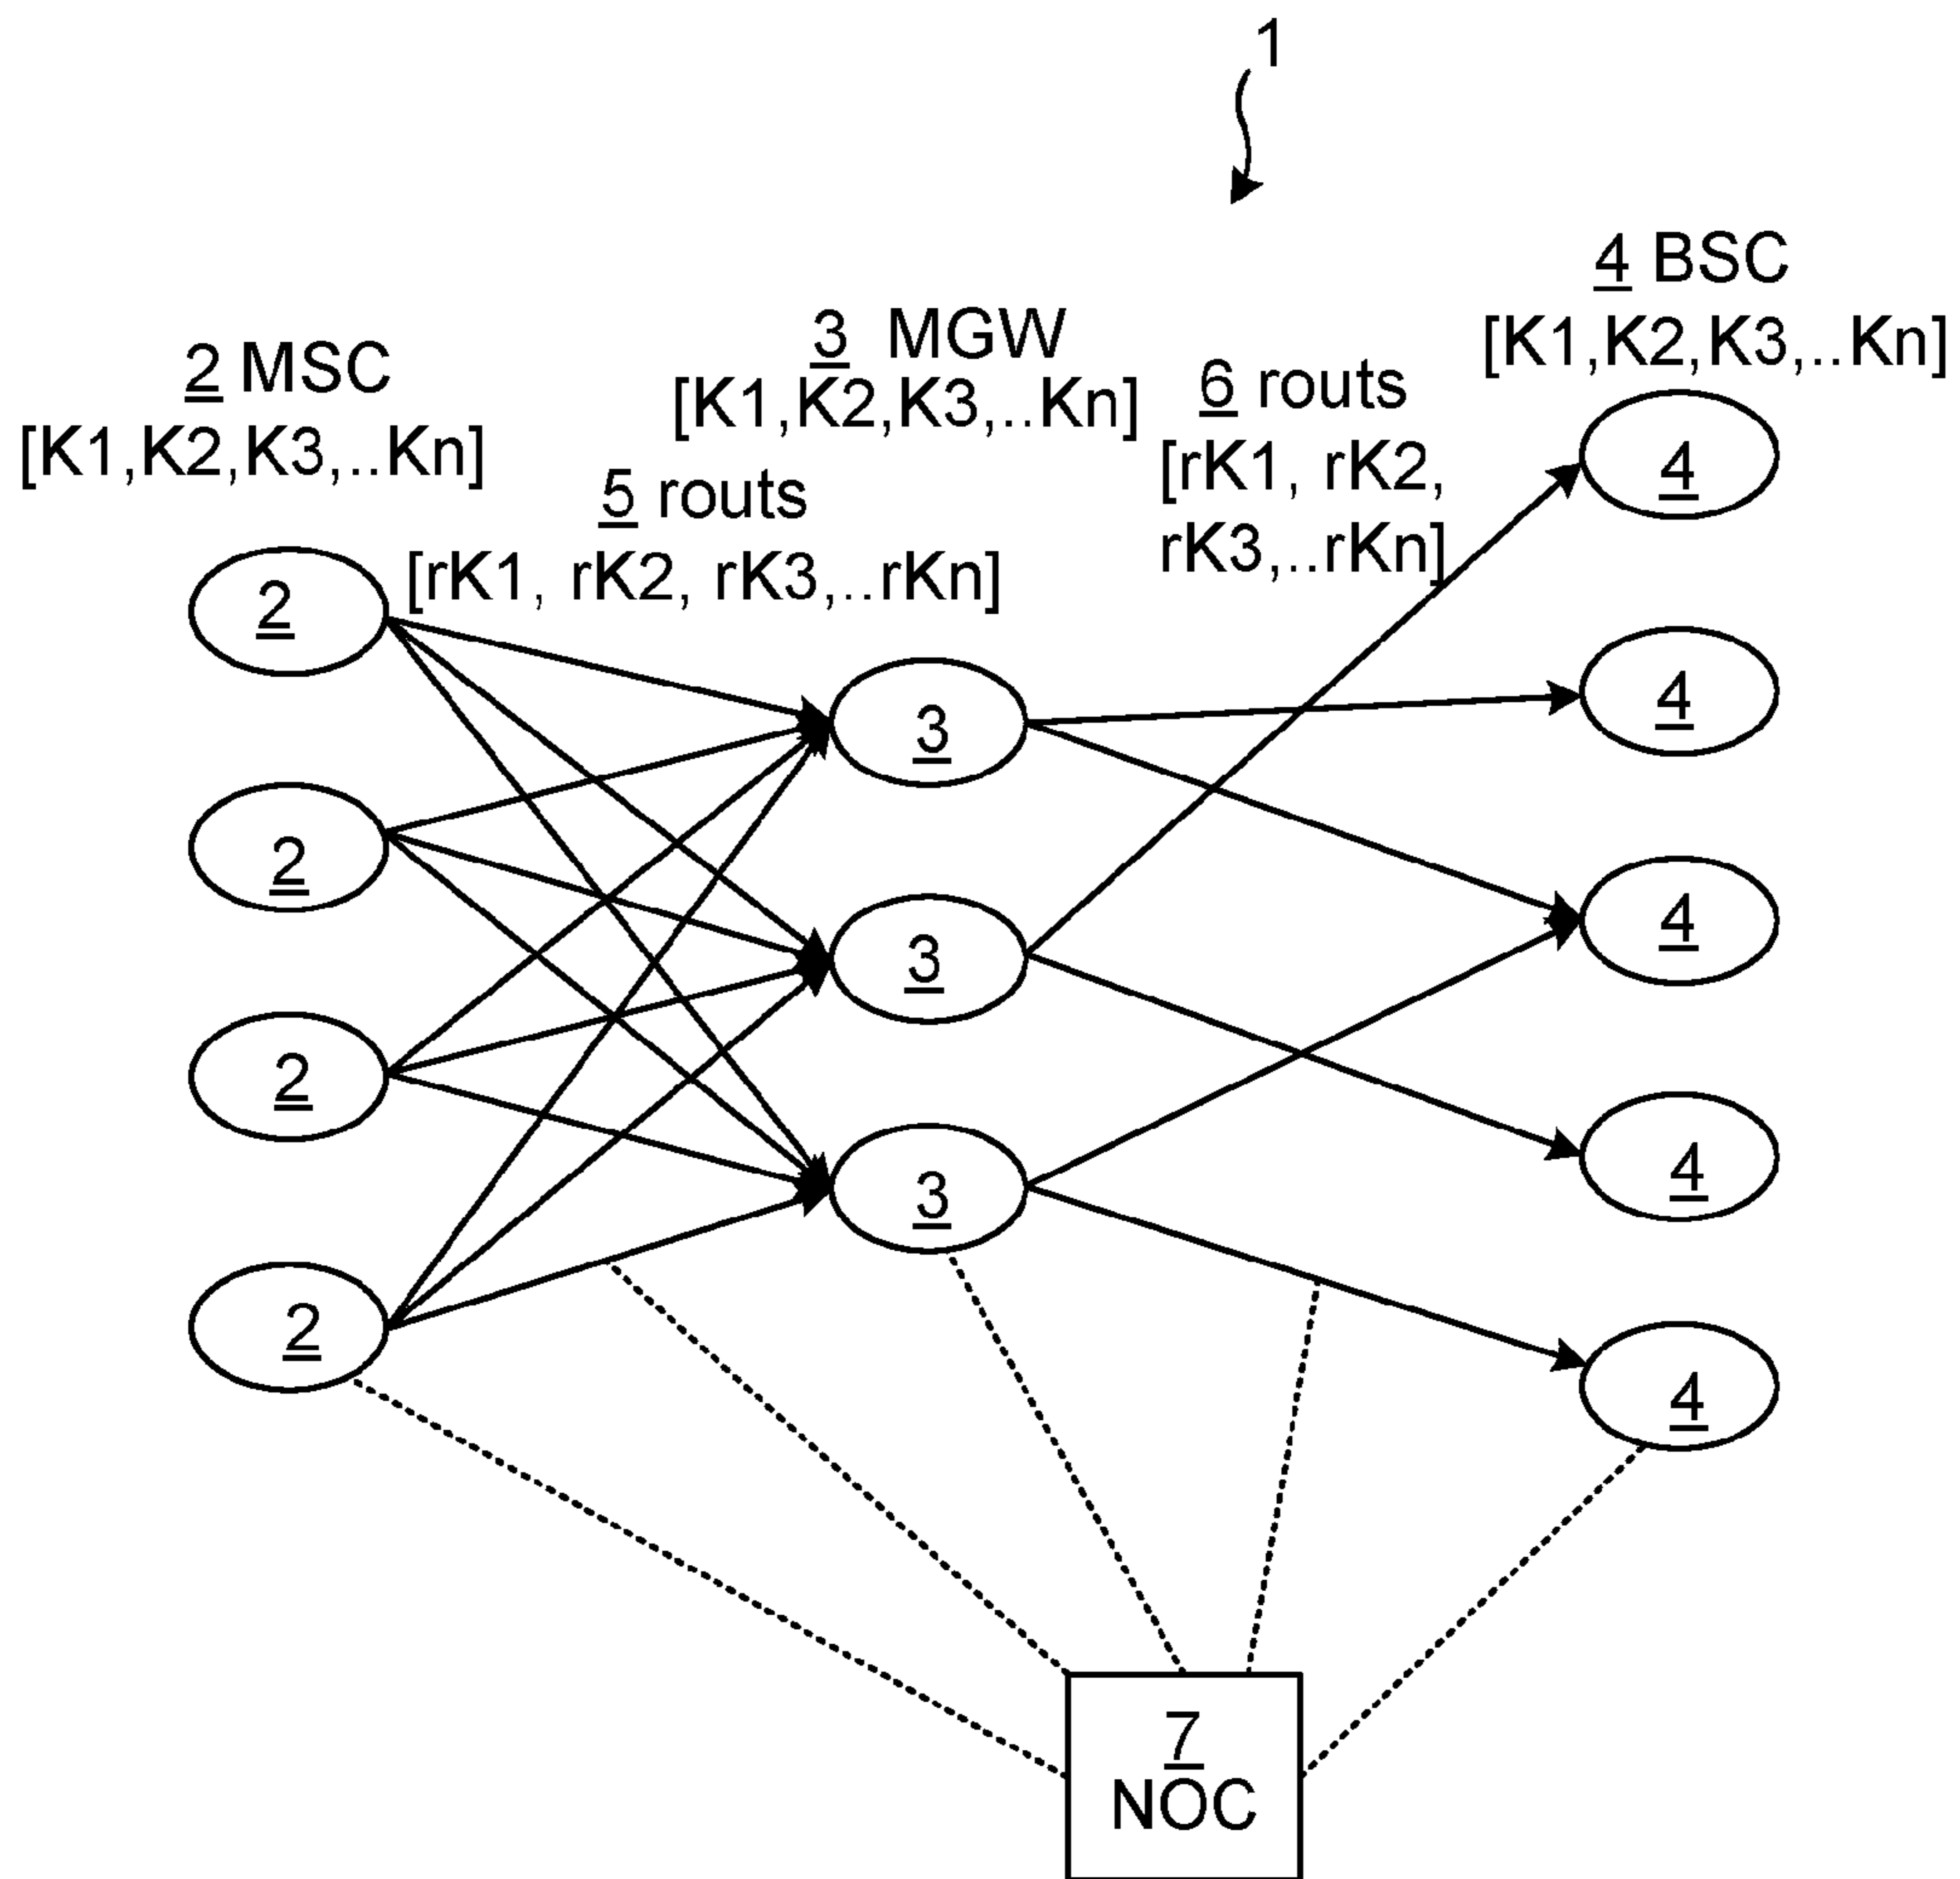 1
4 BSC
[K1,K2,K3,..Kn]
3 MGW
[K1,K2,K3,..Kn]
2 MSC
[K1,K2,K3,..Kn]
6 routs
[rK1, rK2,
rK3,..rKn]
5 routs
[rK1, rK2, rK3,..rKn]
2
2
2
2
3
3
3
4
4
4
4
4
7
NOC